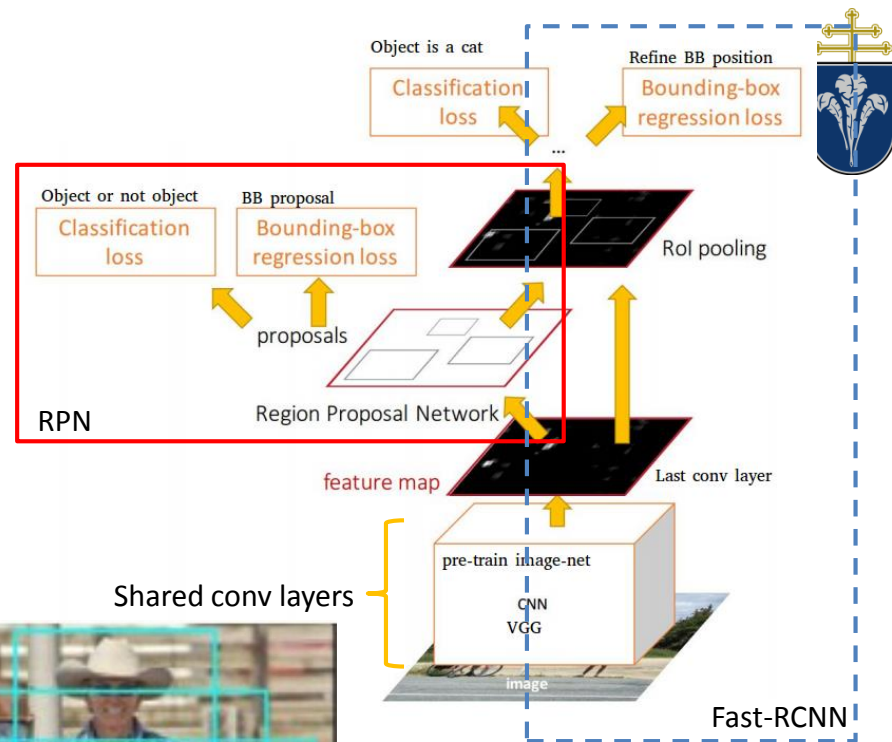 Object is a cat
Refine BB position
Classification
loss
Bounding-box
regression loss
...
Object or not object
BB proposal
Classification
loss
Bounding-box
regression loss
RoI pooling
proposals
Region Proposal Network
RPN
feature map
Last conv layer
pre-train image-net
Shared conv layers
CNN
VGG
image
Fast-RCNN